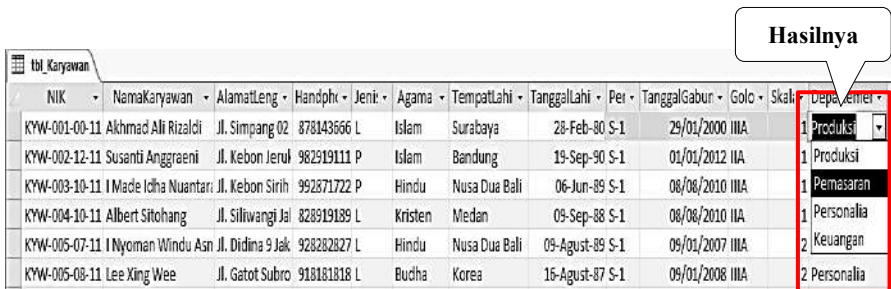 Hasilnya
tbl_Karyawan
NIK NamaKaryawan AlamatLeng Handph Jeni: Agama TempatLahi TanggalLahi Per TanggalGabur Golo Skal Departemer
KYW-001-00-11 Akhmad Ali Rizaldi Jl. Simpang 02 878143666 L Islam Surabaya 28-Feb-80 S-1 29/01/2000 IIIA 1 Produksi
KYW-002-12-11 Susanti Anggraeni Jl. Kebon Jeruk 982919111 P Islam Bandung 19-Sep-90 S-1 01/01/2012 IIA 1 Produksi
KYW-003-10-11 I Made Idha Nuantara Jl. Kebon Sirih 992871722 P Hindu Nusa Dua Bali 06-Jun-89 S-1 08/08/2010 IIIA 1 Pemasaran
KYW-004-10-11 Albert Sitohang Jl. Siliwangi Jal 828919189 L Kristen Medan 09-Sep-88 S-1 08/08/2010 IIA 1 Personalia
KYW-005-07-11 I Nyoman Windu Asn Jl. Didina 9 Jak 928282827 L Hindu Nusa Dua Bali 09-Agust-89 S-1 09/01/2007 IIIA 2 Keuangan
KYW-005-08-11 Lee Xing Wee Jl. Gatot Subro 918181818 L Budha Korea 16-Agust-87 S-1 09/01/2008 IIIA 2 Personalia